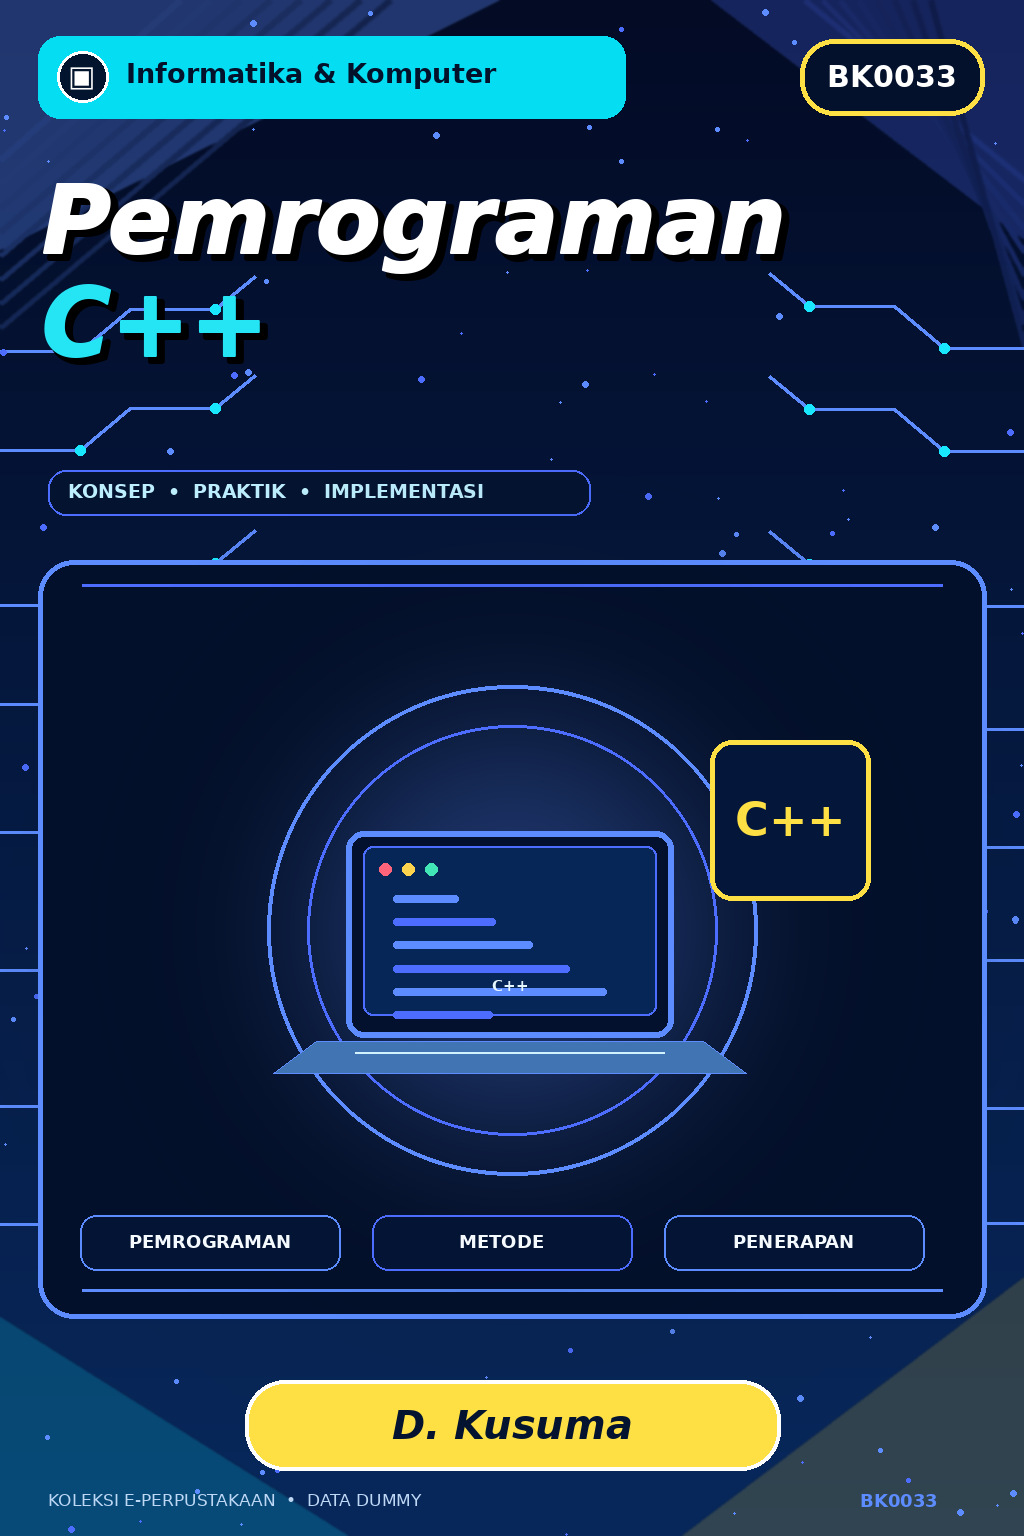 Informatika & Komputer
BK0033
Pemrograman
C++
KONSEP • PRAKTIK • IMPLEMENTASI
C++
C++
PEMROGRAMAN
METODE
PENERAPAN
D. Kusuma
KOLEKSI E-PERPUSTAKAAN • DATA DUMMY
BK0033